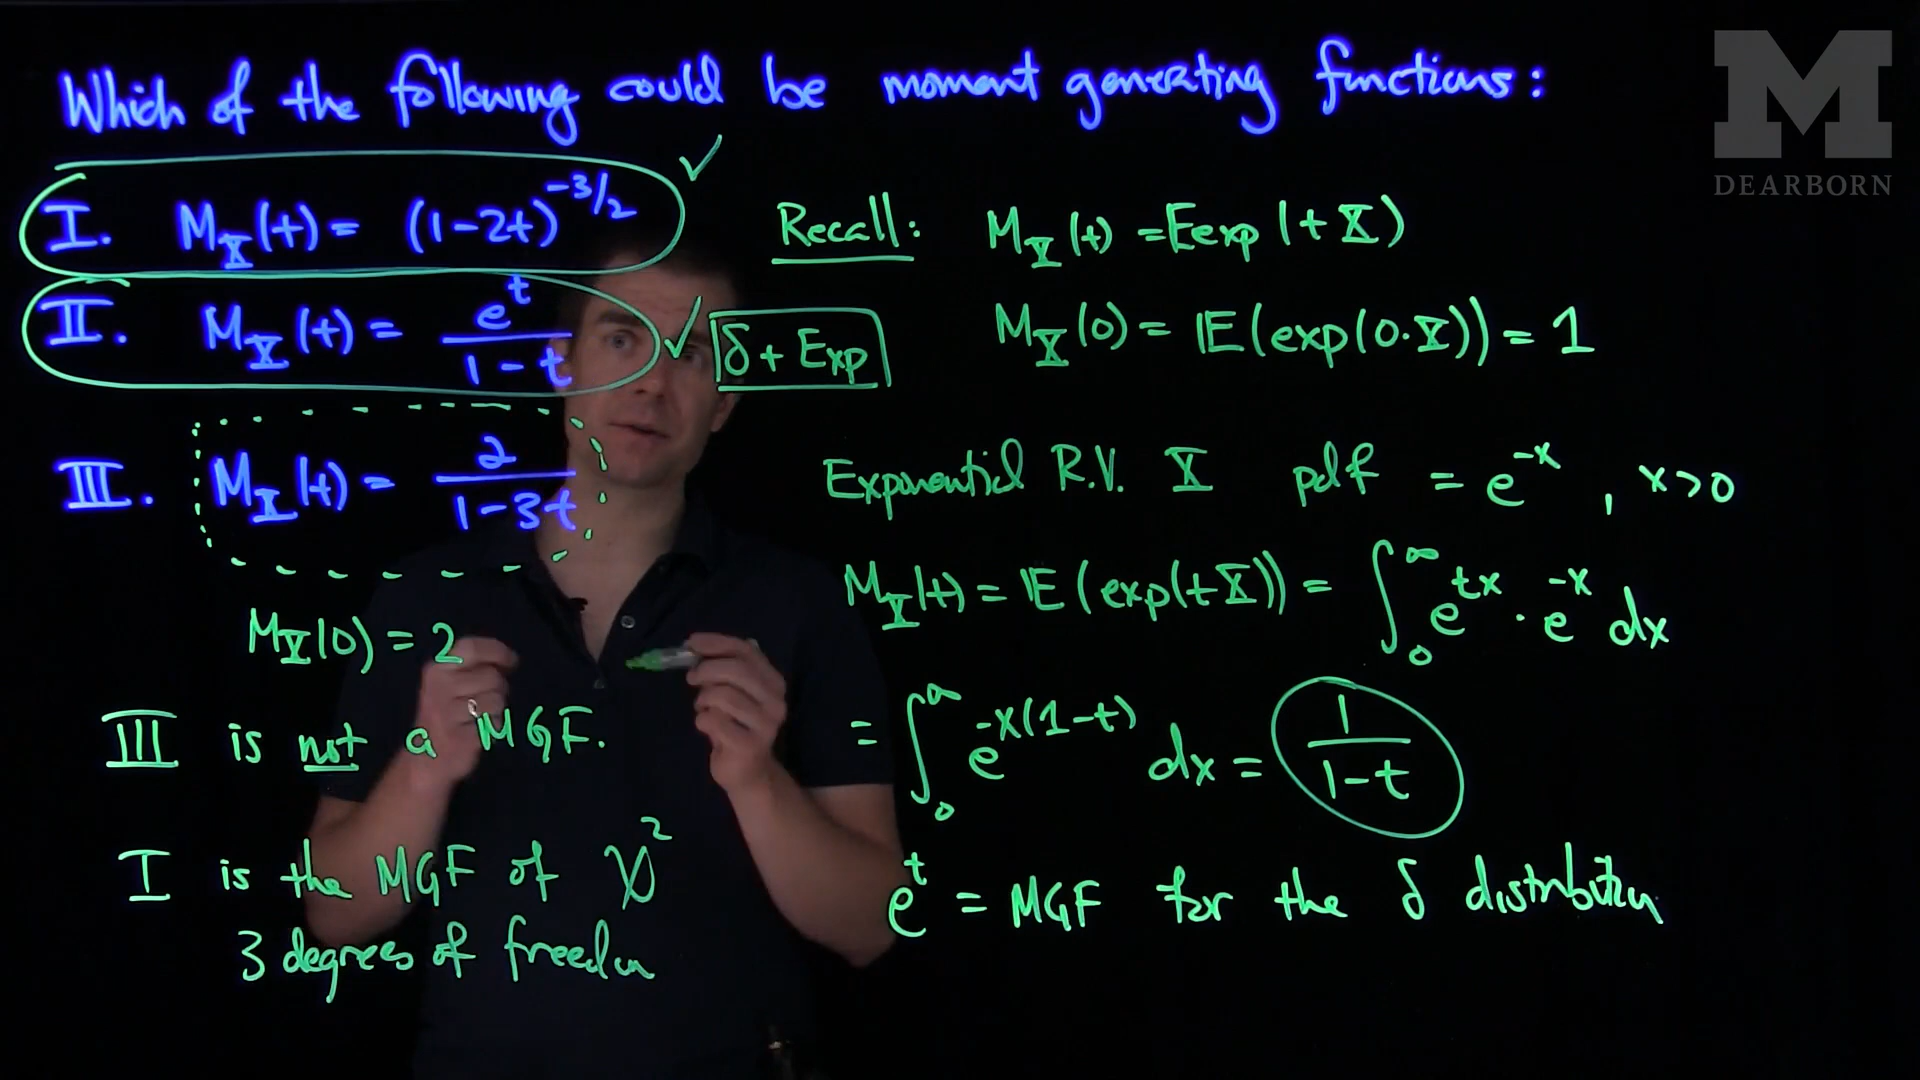 Which of the following could be moment generating functions:
I. M_X(t) = (1-2t)^{-3/2} ✓
II. M_X(t) = e^t / (1-t) ✓ δ + Exp
III. M_X(t) = 2 / (1-3t)
M_X(0) = 2
III is not a MGF.
I is the MGF of χ²
3 degrees of freedom
M DEARBORN
Recall: M_X(t) = E exp(tX)
M_X(0) = E(exp(0·X)) = 1
Exponential R.V. X pdf = e^{-x}, x>0
M_X(t) = E(exp(tX)) = ∫_0^∞ e^{tx} · e^{-x} dx
= ∫_0^∞ e^{-x(1-t)} dx = 1 / (1-t)
e^t = MGF for the δ distribution